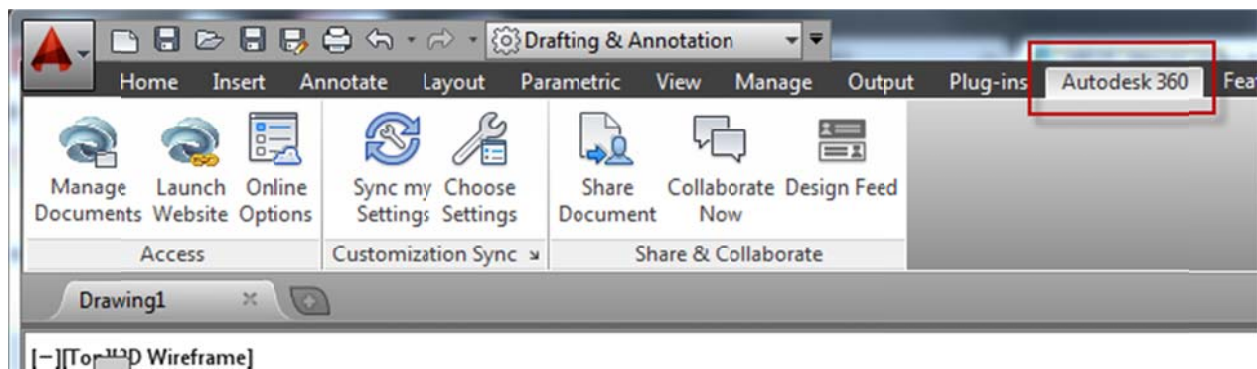 Drafting & Annotation
Home Insert Annotate Layout Parametric View Manage Output Plug-ins Autodesk 360
Manage Documents
Launch Website
Online Options
Sync my Settings
Choose Settings
Share Document
Collaborate Now
Design Feed
Access
Customization Sync
Share & Collaborate
Drawing1
[−] Wireframe]